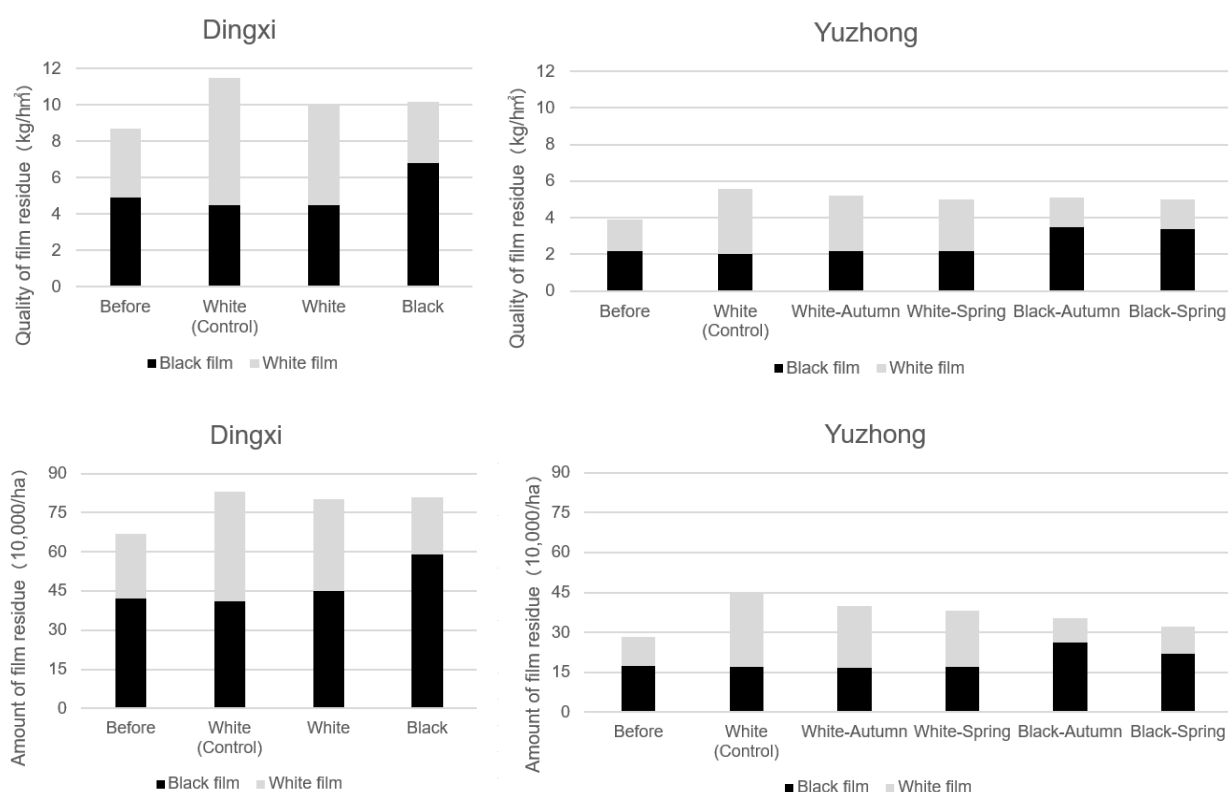 Dingxi
Quality of film residue（kg/h㎡）
12
10
8
6
4
2
0
Before
White
(Control)
White
Black
Black film
White film
Yuzhong
Quality of film residue（kg/h㎡）
12
10
8
6
4
2
0
Before
White
(Control)
White-Autumn
White-Spring
Black-Autumn
Black-Spring
Black film
White film
Dingxi
Amount of film residue（10,000/ha）
90
75
60
45
30
15
0
Before
White
(Control)
White
Black
Black film
White film
Yuzhong
Amount of film residue（10,000/ha）
90
75
60
45
30
15
0
Before
White
(Control)
White-Autumn
White-Spring
Black-Autumn
Black-Spring
Black film
White film